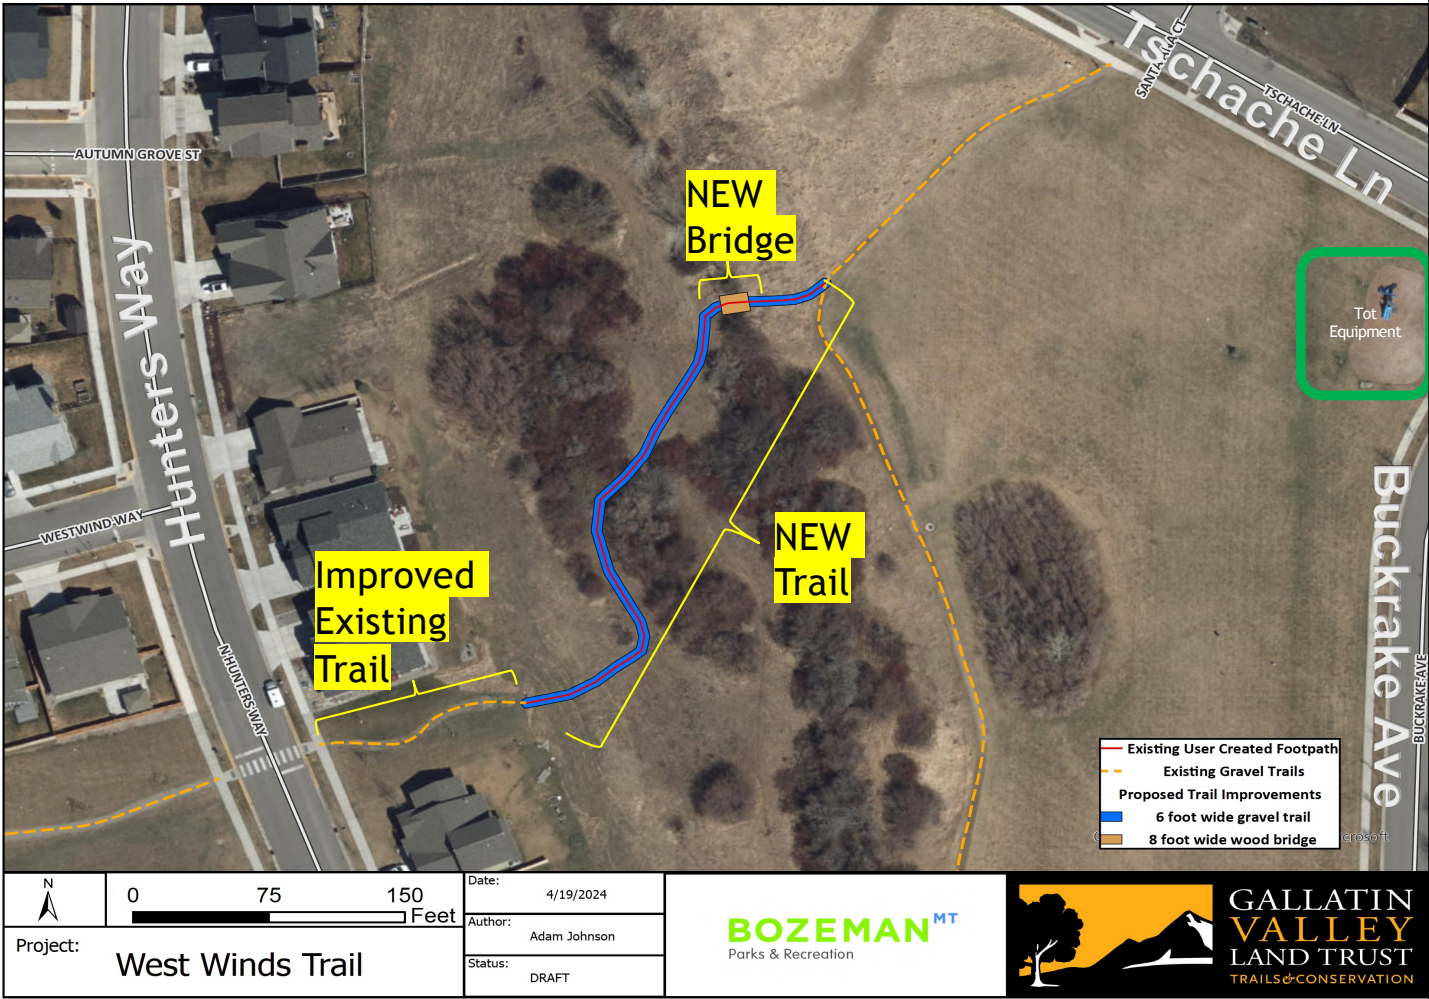 Tschache Ln
SANTA ANA CT
TSCHACHE LN
AUTUMN GROVE ST
NEW
Bridge
Hunters Way
Tot
Equipment
WESTWIND WAY
NEW
Trail
Improved
Existing
Trail
N HUNTERS WAY
Buckrake Ave
BUCKRAKE AVE
Existing User Created Footpath
Existing Gravel Trails
Proposed Trail Improvements
6 foot wide gravel trail
8 foot wide wood bridge
crosoft
N
0 75 150
Feet
Project:
West Winds Trail
Date:
4/19/2024
Author:
Adam Johnson
Status:
DRAFT
BOZEMAN MT
Parks & Recreation
GALLATIN
VALLEY
LAND TRUST
TRAILS & CONSERVATION